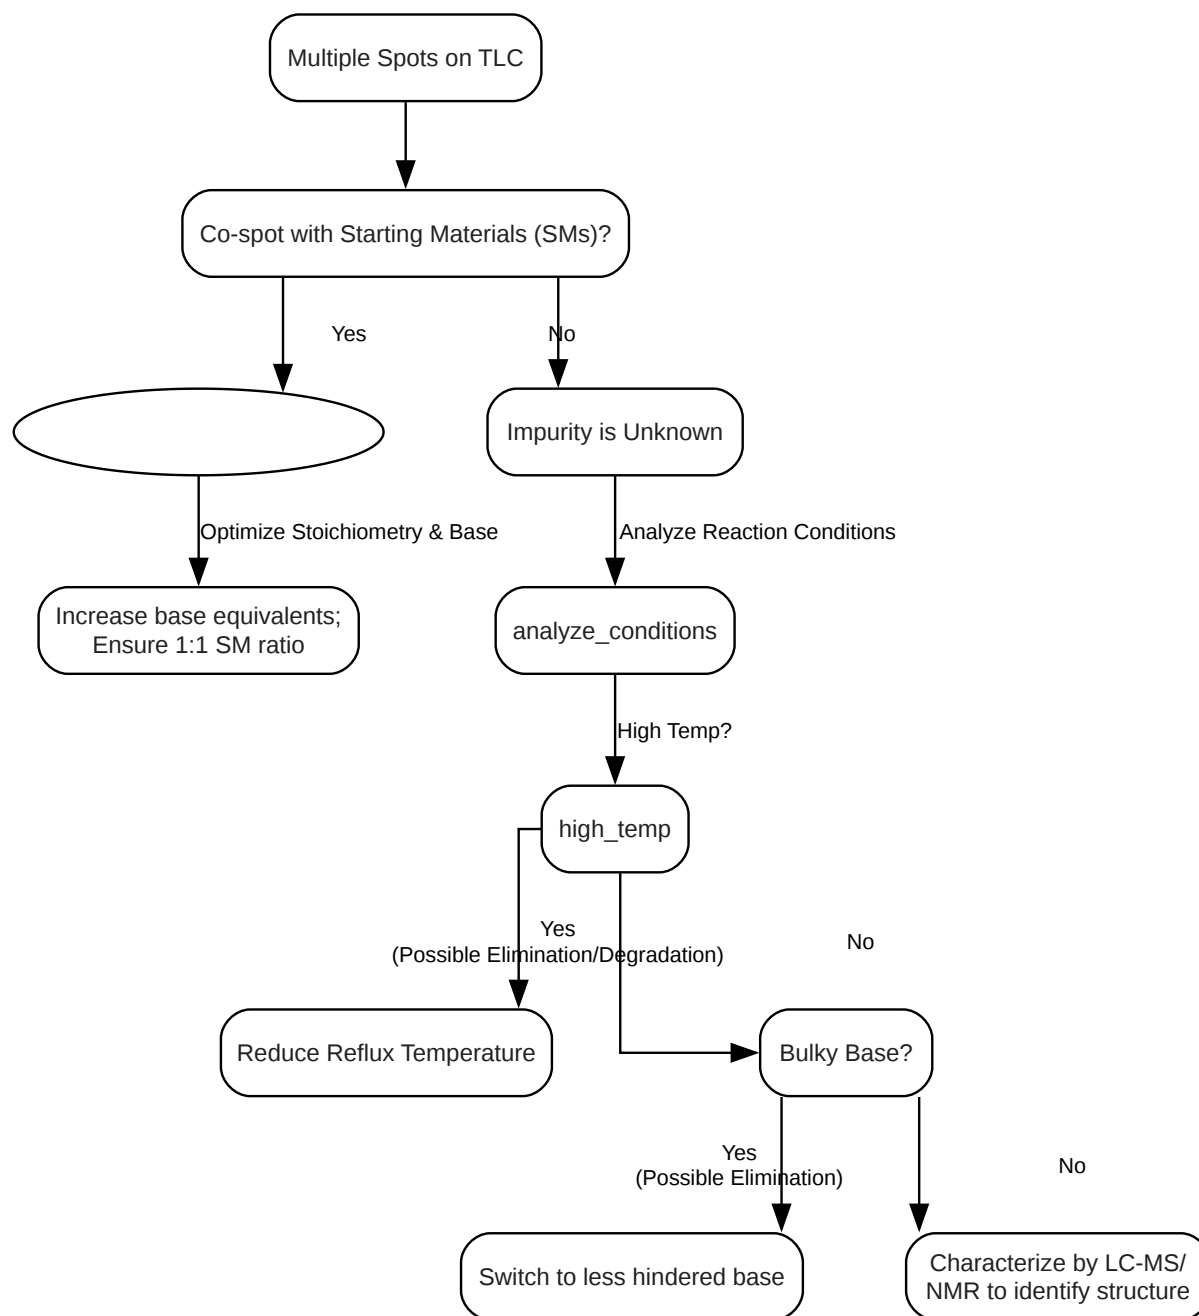 Multiple Spots on TLC
Co-spot with Starting Materials (SMs)?
Yes
No
Impurity is Unknown
Optimize Stoichiometry & Base
Analyze Reaction Conditions
Increase base equivalents;
Ensure 1:1 SM ratio
analyze_conditions
High Temp?
high_temp
Yes
(Possible Elimination/Degradation)
No
Reduce Reflux Temperature
Bulky Base?
Yes
(Possible Elimination)
No
Switch to less hindered base
Characterize by LC-MS/
NMR to identify structure